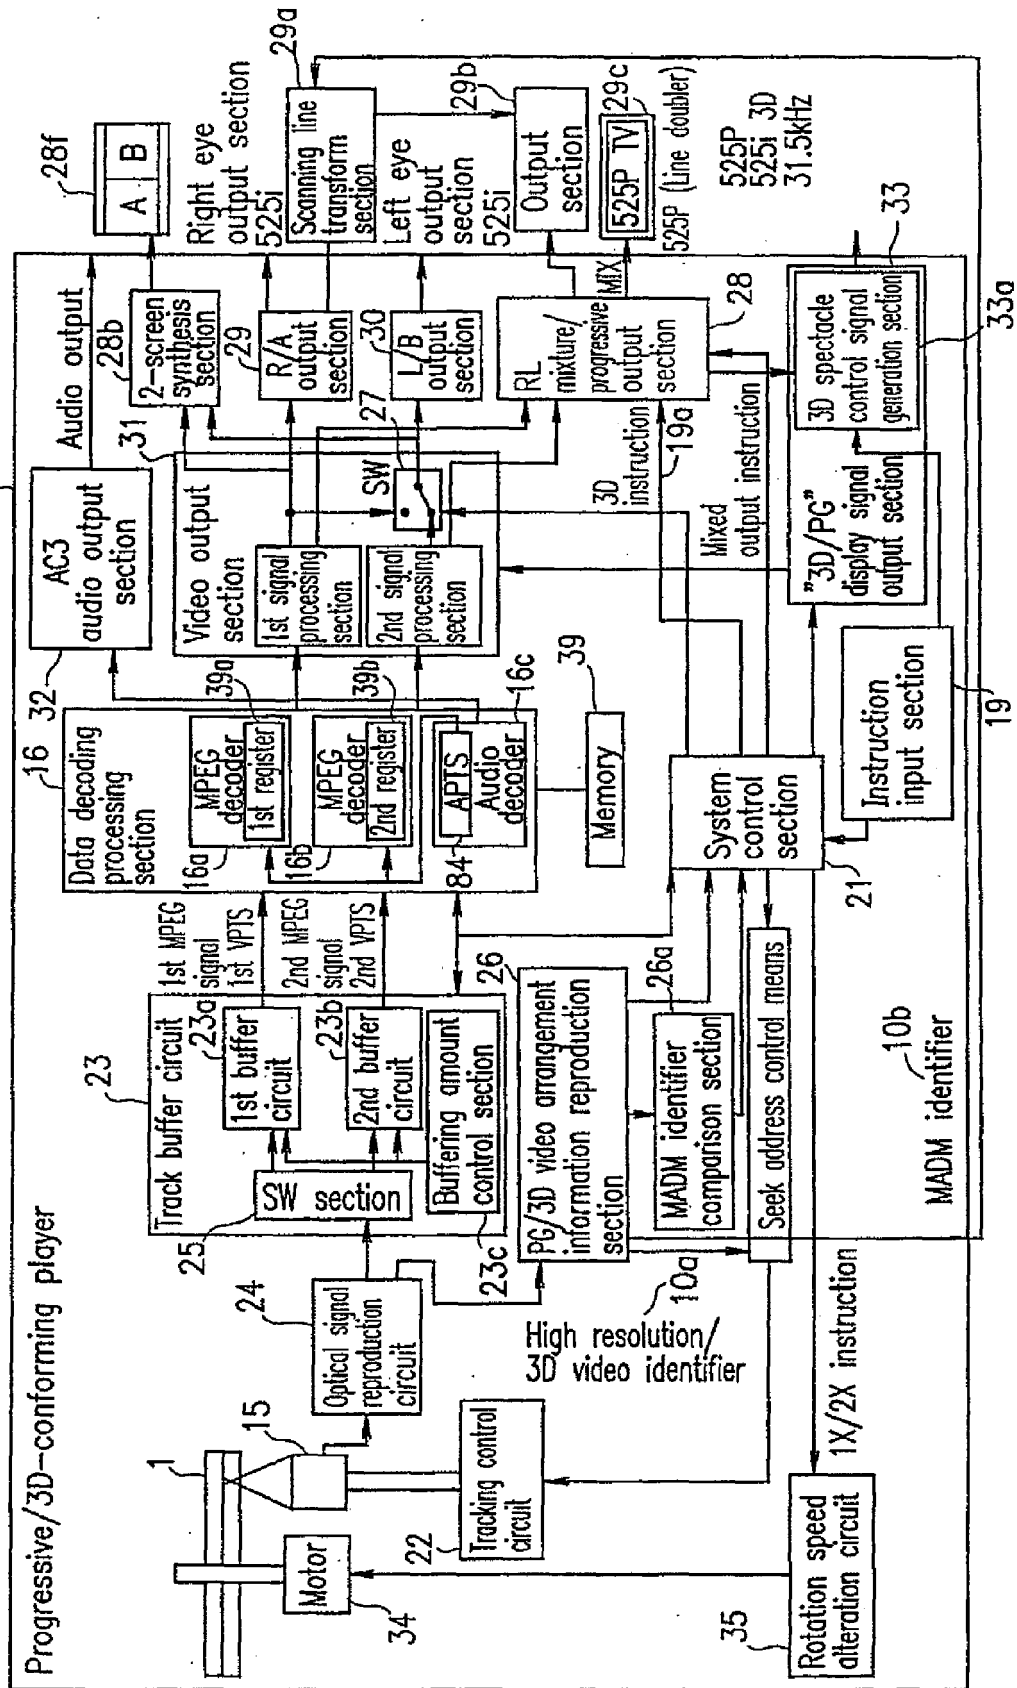 Progressive/3D-conforming player
1
15
Motor
34
22
Tracking control
circuit
35
Rotation speed
alteration circuit
1X/2X instruction
24
Optical signal
reproduction
circuit
High resolution/
3D video identifier
10a
23
Track buffer circuit
23a
1st buffer
circuit
23b
2nd buffer
circuit
25
SW section
Buffering amount
control section
23c
26
PG/3D video arrangement
information reproduction
section
26a
MADM identifier
comparison section
Seek address control means
10b
MADM identifier
1st MPEG
signal
1st VPTS
2nd MPEG
signal
2nd VPTS
16
Data decoding
processing
section
MPEG
decoder
39a
1st register
16a
MPEG
decoder
39b
2nd register
16b
APTS
Audio
decoder
84
16c
Memory
39
System
control
section
21
Instruction
input section
19
32
AC3
audio output
section
Audio output
31
Video output
section
1st signal
processing
section
2nd signal
processing
section
SW
27
3D
instruction
19a
Mixed
output instruction
"3D/PG"
display signal
output section
3D spectacle
control signal
generation section
33
33a
28b
2-screen
synthesis
section
29
R/A
output
section
30
L/B
output
section
RL
mixture/
progressive
output
section
28
MIX
28f
A
B
Right eye
output section
525i
29a
Scanning line
transform
section
Left eye
output
section
525i
29b
Output
section
525P TV
29c
525P (Line doubler)
525P
525i 3D
31.5kHz